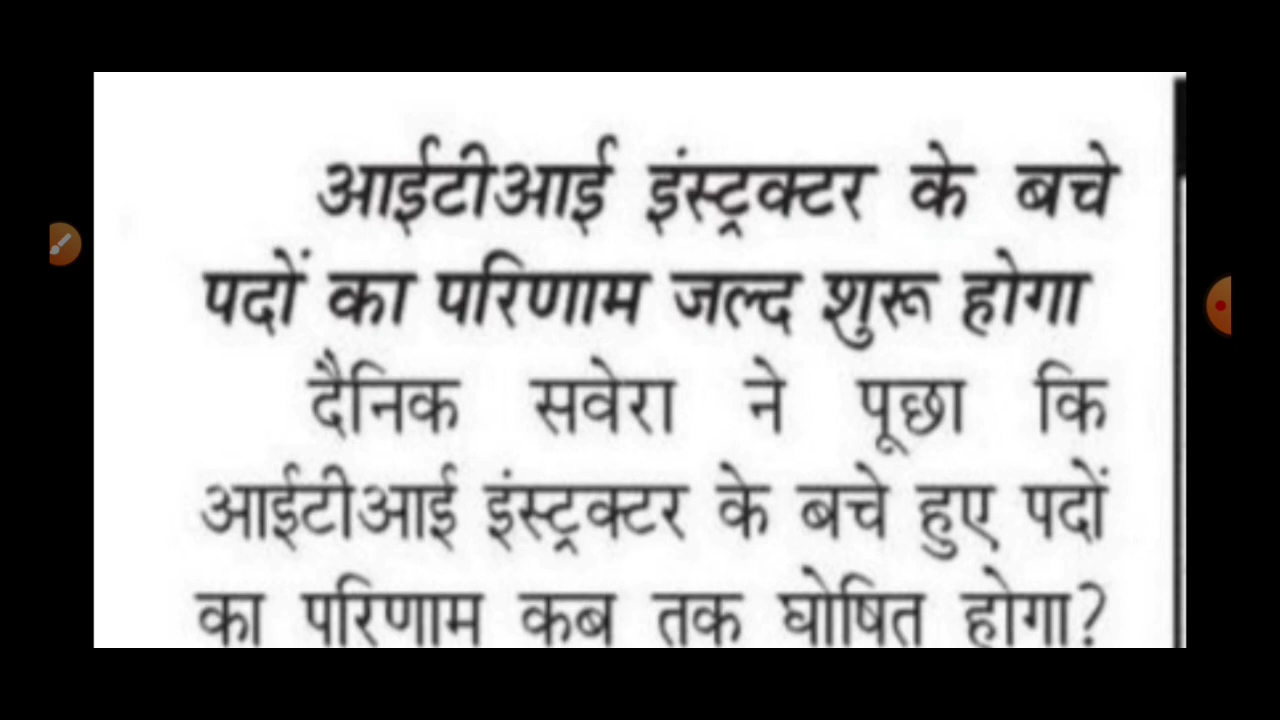 आईटीआई इंस्ट्रक्टर के बचे
पदों का परिणाम जल्द शुरू होगा
दैनिक सवेरा ने पूछा कि
आईटीआई इंस्ट्रक्टर के बचे हुए पदों
का परिणाम कब तक घोषित होगा?